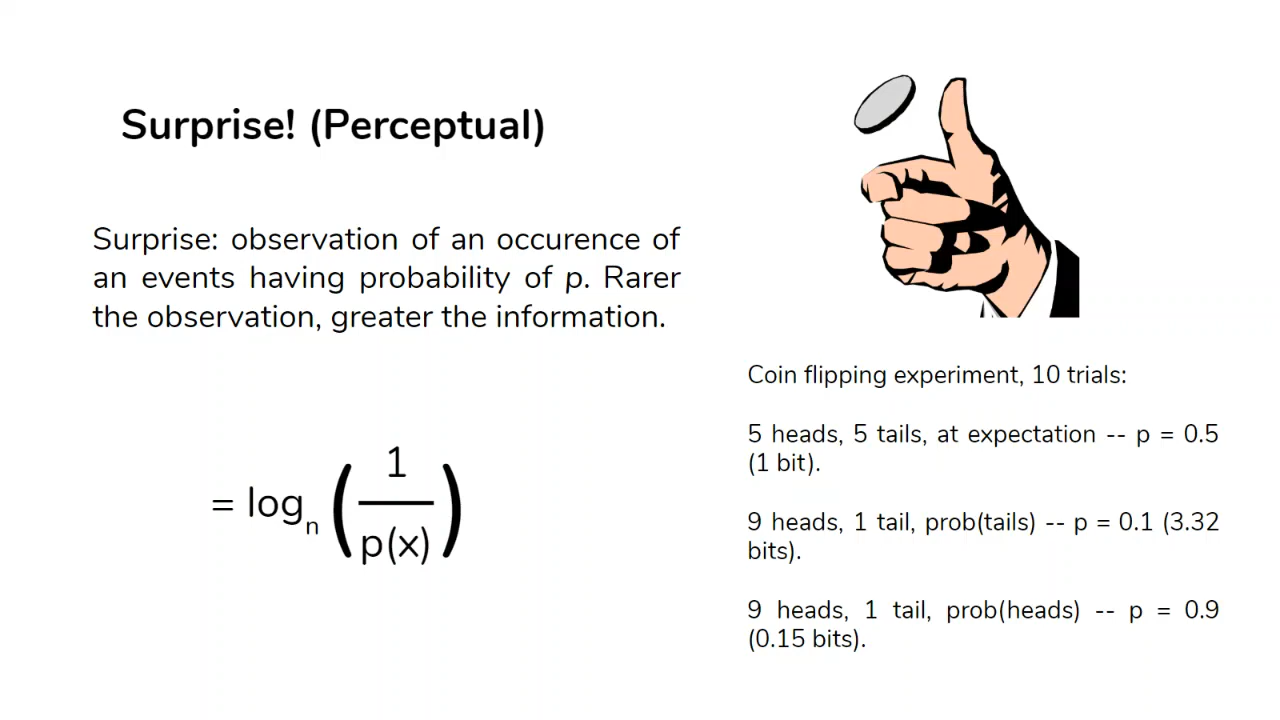 Surprise! (Perceptual)
Surprise: observation of an occurence of
an events having probability of p. Rarer
the observation, greater the information.
= logₙ (1 / p(x))
Coin flipping experiment, 10 trials:
5 heads, 5 tails, at expectation -- p = 0.5
(1 bit).
9 heads, 1 tail, prob(tails) -- p = 0.1 (3.32
bits).
9 heads, 1 tail, prob(heads) -- p = 0.9
(0.15 bits).